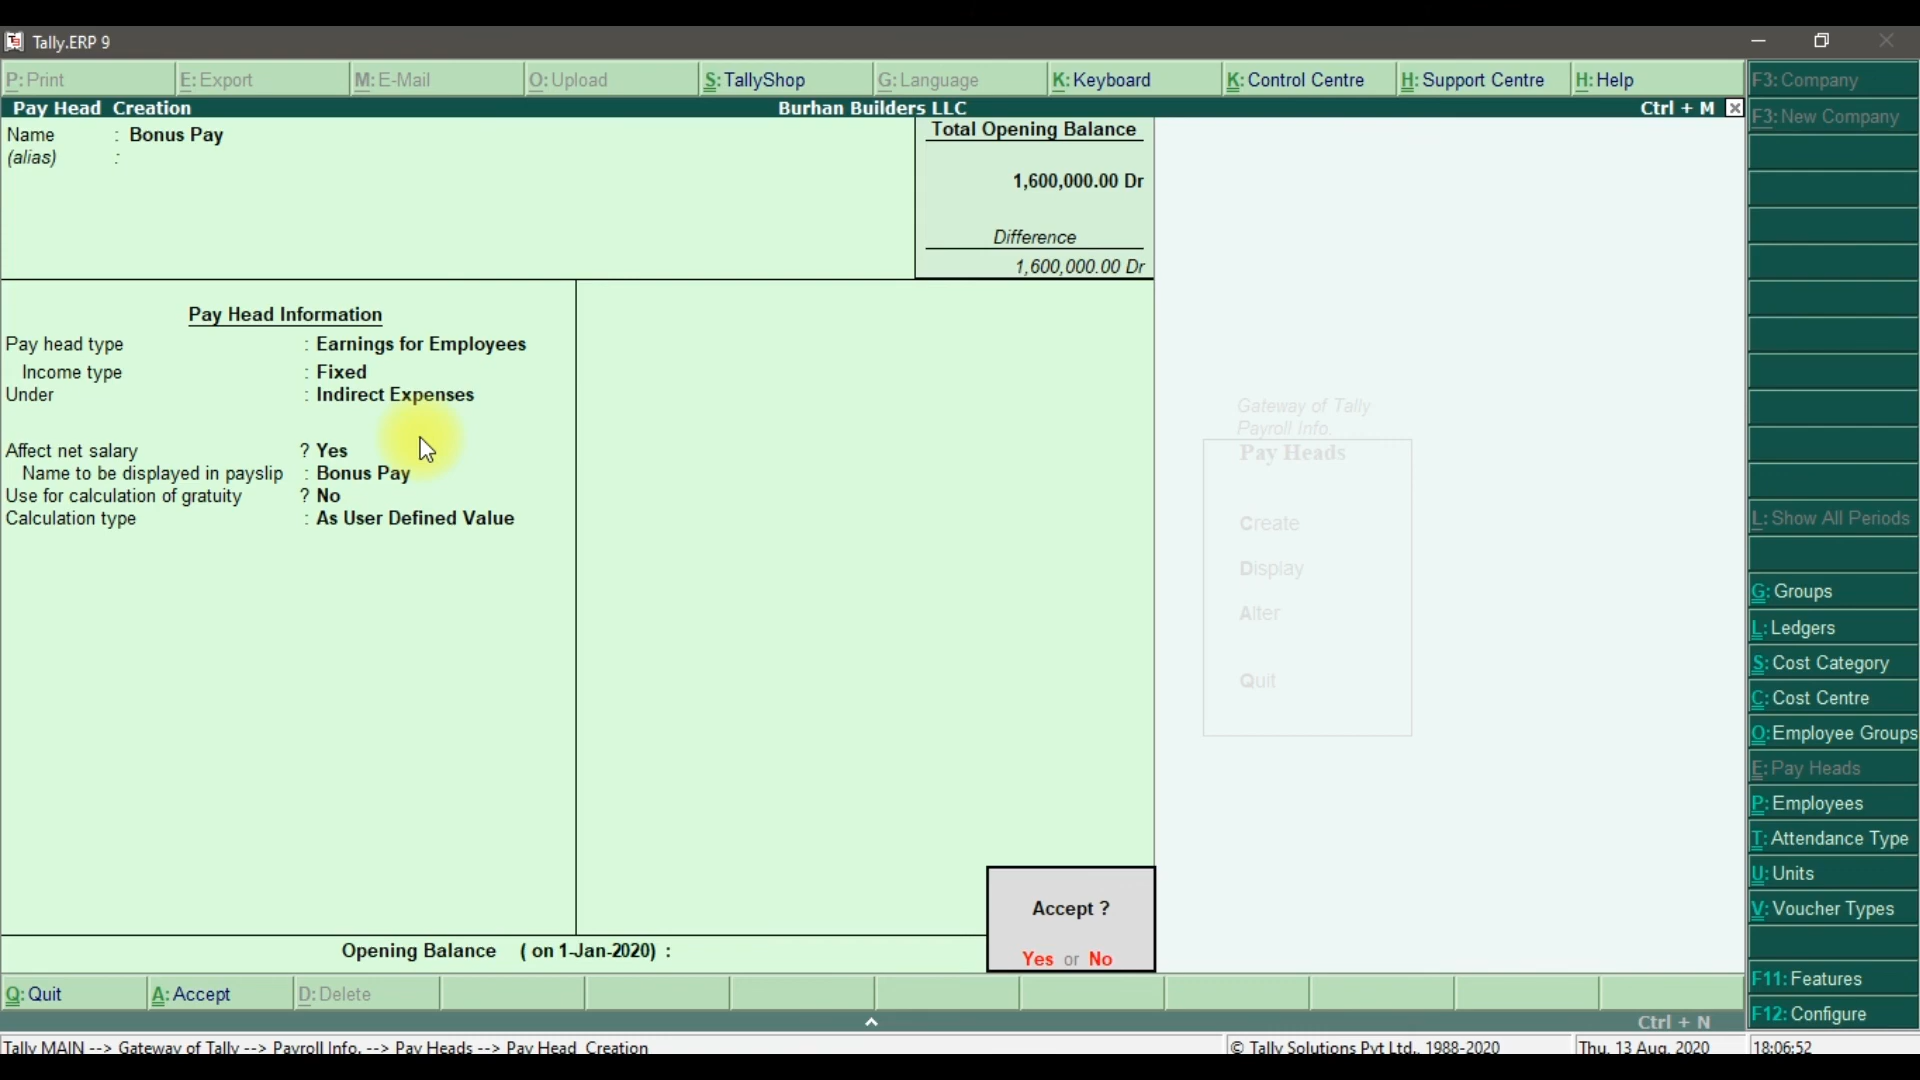 Tally.ERP 9
P: Print E: Export M: E-Mail O: Upload S: TallyShop G: Language K: Keyboard K: Control Centre H: Support Centre H: Help
F3: Company
Pay Head Creation Burhan Builders LLC Ctrl + M
F3: New Company
Name : Bonus Pay
(alias) :
Total Opening Balance
1,600,000.00 Dr
Difference
1,600,000.00 Dr
Pay Head Information
Pay head type : Earnings for Employees
Income type : Fixed
Under : Indirect Expenses
Affect net salary ? Yes
Name to be displayed in payslip : Bonus Pay
Use for calculation of gratuity ? No
Calculation type : As User Defined Value
Gateway of Tally
Payroll Info. . . .
Pay Heads
Create
Display
Alter
Quit
L: Show All Periods
G: Groups
L: Ledgers
S: Cost Category
C: Cost Centre
O: Employee Groups
E: Pay Heads
P: Employees
T: Attendance Type
U: Units
V: Voucher Types
F11: Features
F12: Configure
Accept ?
Yes or No
Opening Balance ( on 1-Jan-2020) :
Q: Quit A: Accept D: Delete
Ctrl + N
Tally MAIN --> Gateway of Tally --> Payroll Info. --> Pay Heads --> Pay Head Creation
© Tally Solutions Pvt Ltd., 1988-2020 Thu, 13 Aug, 2020 18:06:52